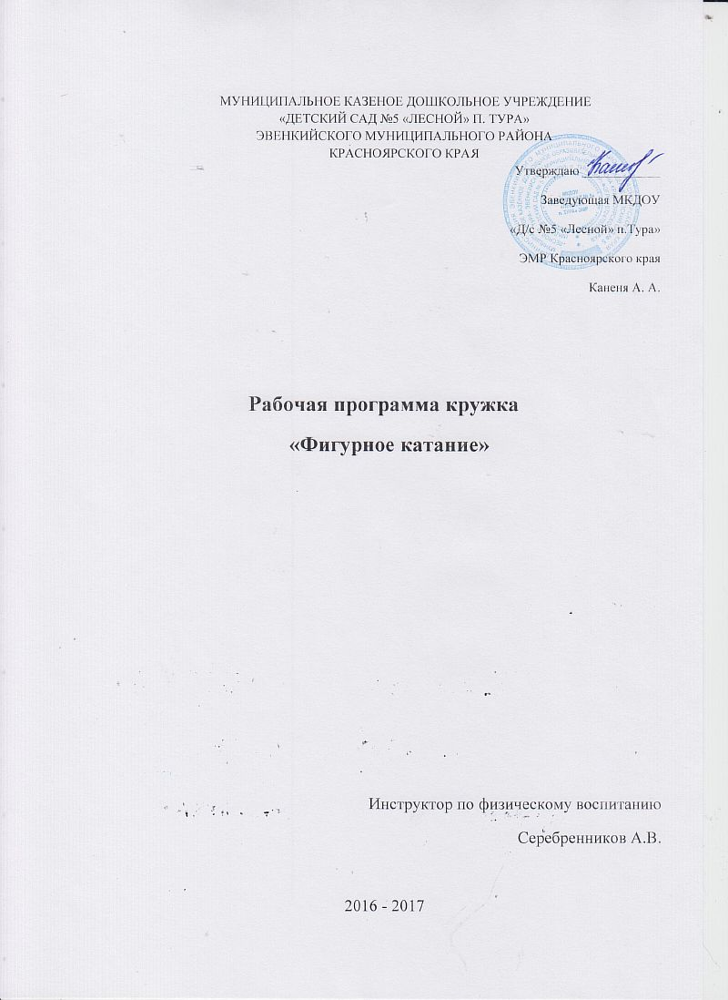 МУНИЦИПАЛЬНОЕ КАЗЕНОЕ ДОШКОЛЬНОЕ УЧРЕЖДЕНИЕ
«ДЕТСКИЙ САД №5 «ЛЕСНОЙ» П. ТУРА»
ЭВЕНКИЙСКОГО МУНИЦИПАЛЬНОГО РАЙОНА
КРАСНОЯРСКОГО КРАЯ
Утверждаю
Заведующая МКДОУ
«Д/с №5 «Лесной» п.Тура»
ЭМР Красноярского края
Каненя А. А.
Рабочая программа кружка
«Фигурное катание»
Инструктор по физическому воспитанию
Серебренников А.В.
2016 - 2017